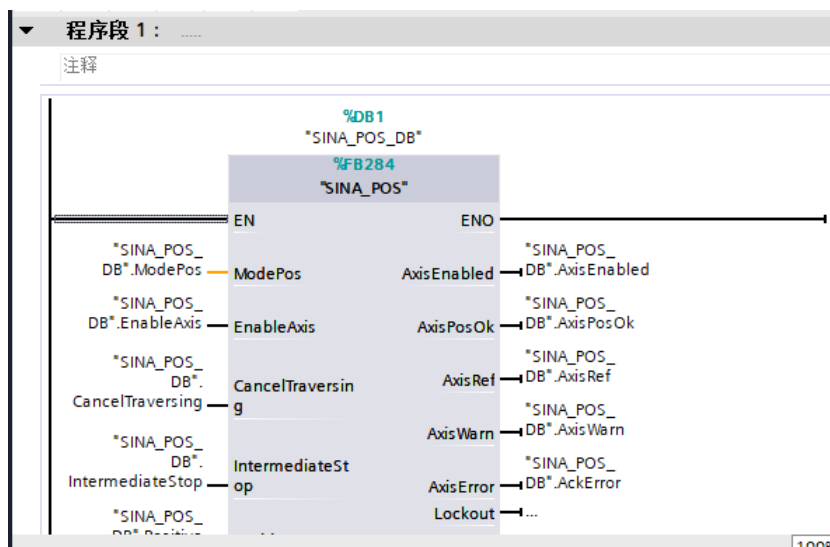 程序段 1： .....
注释
%DB1
"SINA_POS_DB"
%FB284
"SINA_POS"
EN ENO
"SINA_POS_
DB".ModePos ModePos
AxisEnabled "SINA_POS_
DB".AxisEnabled
"SINA_POS_
DB".EnableAxis EnableAxis
AxisPosOk "SINA_POS_
DB".AxisPosOk
"SINA_POS_
DB".
CancelTraversing CancelTraversin
g
AxisRef "SINA_POS_
DB".AxisRef
AxisWarn "SINA_POS_
DB".AxisWarn
"SINA_POS_
DB".
IntermediateStop IntermediateSt
op
AxisError "SINA_POS_
DB".AckError
Lockout ...
"SINA_POS_